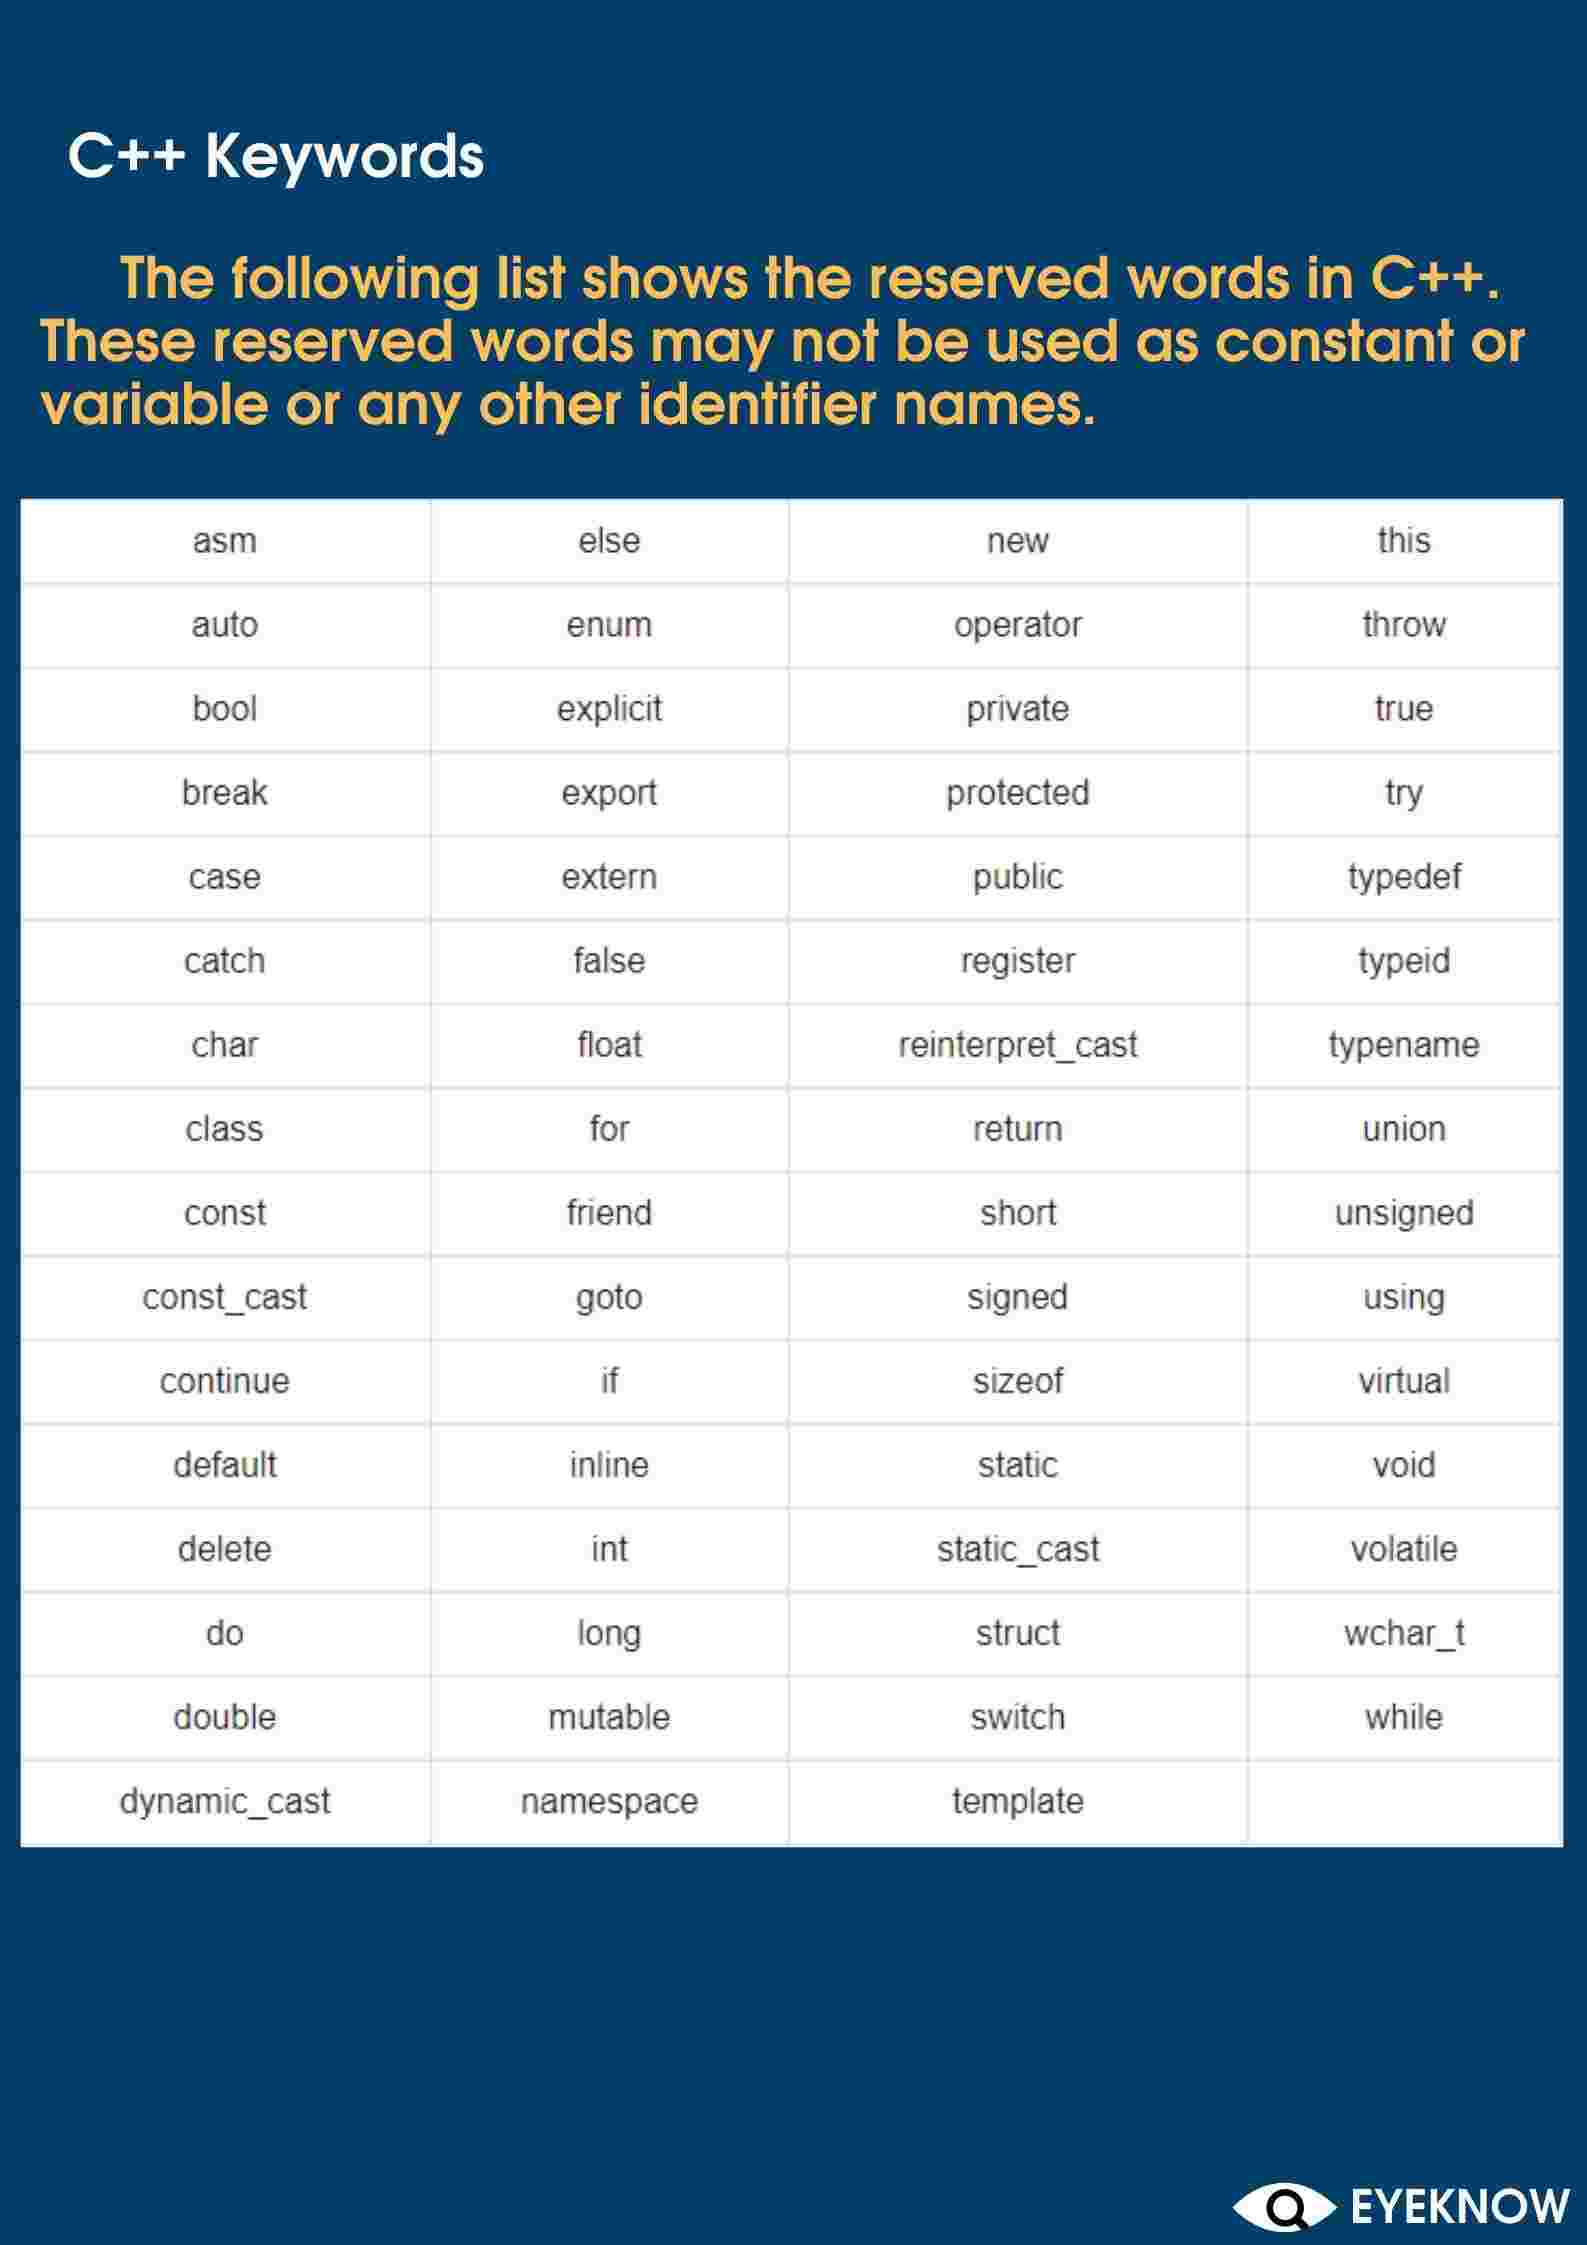 C++ Keywords
The following list shows the reserved words in C++.
These reserved words may not be used as constant or
variable or any other identifier names.
asm else new this
auto enum operator throw
bool explicit private true
break export protected try
case extern public typedef
catch false register typeid
char float reinterpret_cast typename
class for return union
const friend short unsigned
const_cast goto signed using
continue if sizeof virtual
default inline static void
delete int static_cast volatile
do long struct wchar_t
double mutable switch while
dynamic_cast namespace template
EYEKNOW